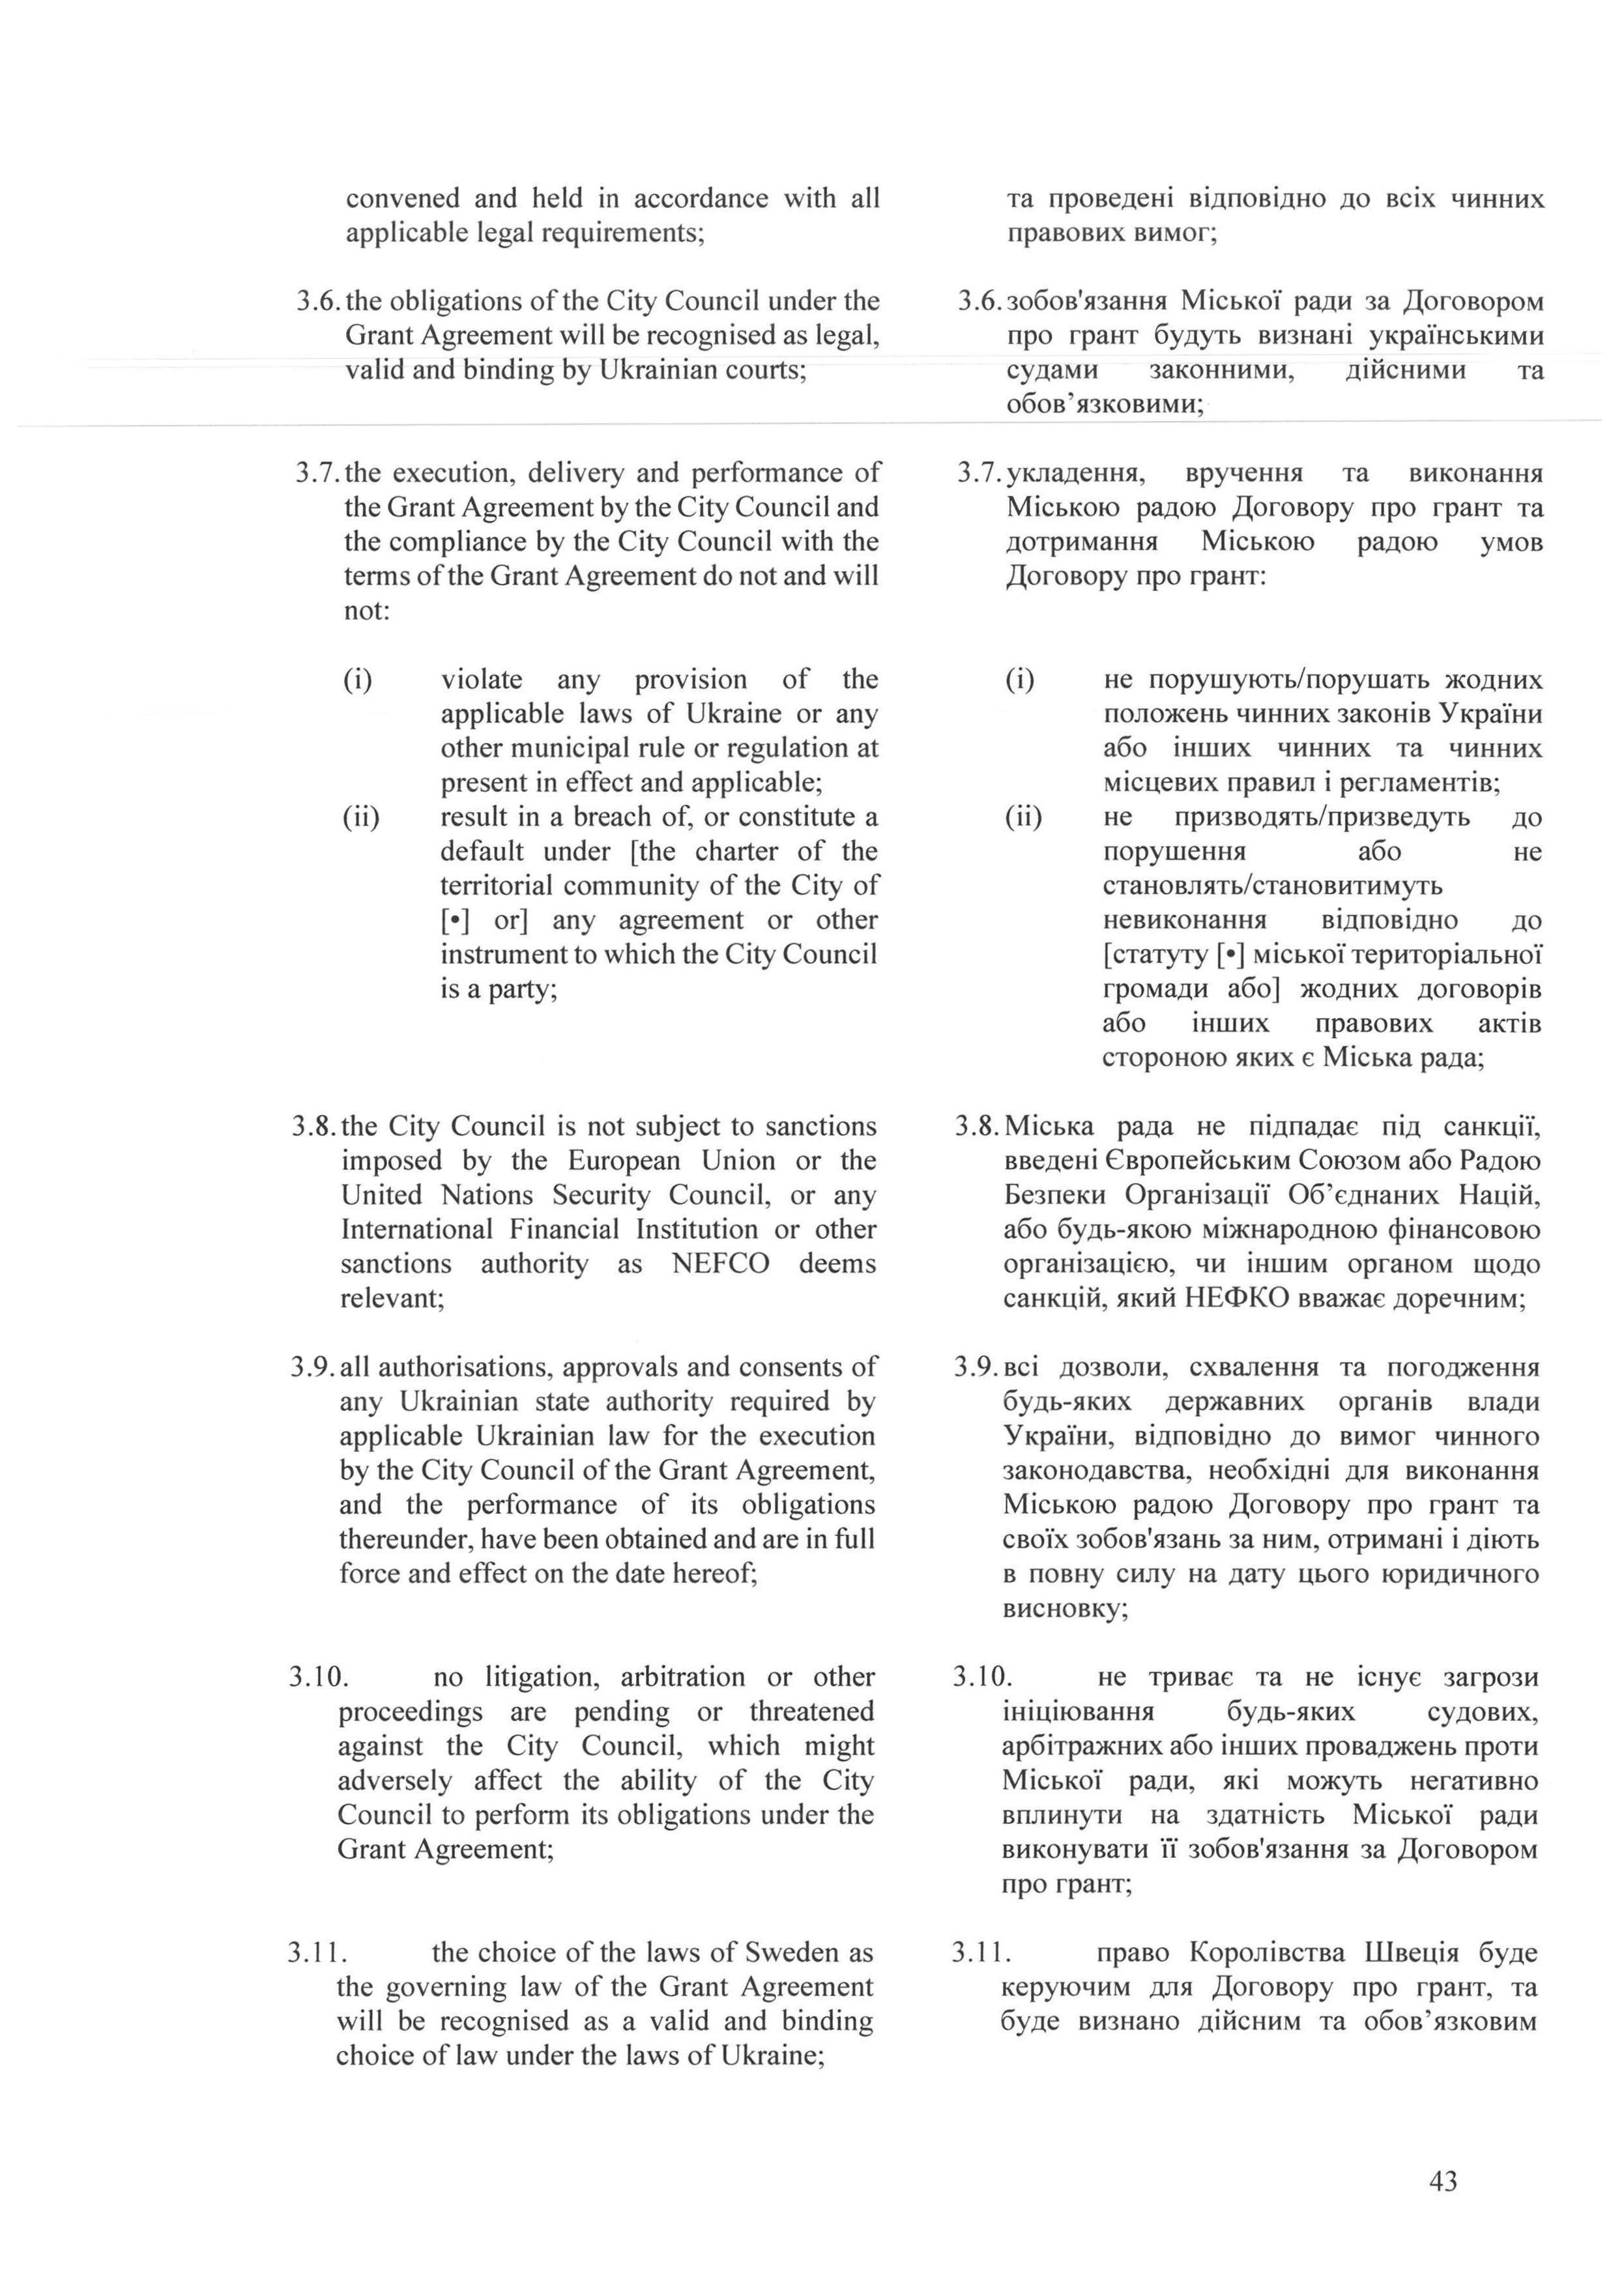 convened and held in accordance with all
applicable legal requirements;
3.6. the obligations of the City Council under the
Grant Agreement will be recognised as legal,
valid and binding by Ukrainian courts;
3.7. the execution, delivery and performance of
the Grant Agreement by the City Council and
the compliance by the City Council with the
terms of the Grant Agreement do not and will
not:
(i) violate any provision of the
applicable laws of Ukraine or any
other municipal rule or regulation at
present in effect and applicable;
(ii) result in a breach of, or constitute a
default under [the charter of the
territorial community of the City of
[•] or] any agreement or other
instrument to which the City Council
is a party;
3.8. the City Council is not subject to sanctions
imposed by the European Union or the
United Nations Security Council, or any
International Financial Institution or other
sanctions authority as NEFCO deems
relevant;
3.9. all authorisations, approvals and consents of
any Ukrainian state authority required by
applicable Ukrainian law for the execution
by the City Council of the Grant Agreement,
and the performance of its obligations
thereunder, have been obtained and are in full
force and effect on the date hereof;
3.10. no litigation, arbitration or other
proceedings are pending or threatened
against the City Council, which might
adversely affect the ability of the City
Council to perform its obligations under the
Grant Agreement;
3.11. the choice of the laws of Sweden as
the governing law of the Grant Agreement
will be recognised as a valid and binding
choice of law under the laws of Ukraine;
та проведені відповідно до всіх чинних
правових вимог;
3.6. зобов'язання Міської ради за Договором
про грант будуть визнані українськими
судами законними, дійсними та
обов’язковими;
3.7. укладення, вручення та виконання
Міською радою Договору про грант та
дотримання Міською радою умов
Договору про грант:
(i) не порушують/порушать жодних
положень чинних законів України
або інших чинних та чинних
місцевих правил і регламентів;
(ii) не призводять/призведуть до
порушення або не
становлять/становитимуть
невиконання відповідно до
[статуту [•] міської територіальної
громади або] жодних договорів
або інших правових актів
стороною яких є Міська рада;
3.8. Міська рада не підпадає під санкції,
введені Європейським Союзом або Радою
Безпеки Організації Об’єднаних Націй,
або будь-якою міжнародною фінансовою
організацією, чи іншим органом щодо
санкцій, який НЕФКО вважає доречним;
3.9. всі дозволи, схвалення та погодження
будь-яких державних органів влади
України, відповідно до вимог чинного
законодавства, необхідні для виконання
Міською радою Договору про грант та
своїх зобов'язань за ним, отримані і діють
в повну силу на дату цього юридичного
висновку;
3.10. не триває та не існує загрози
ініціювання будь-яких судових,
арбітражних або інших проваджень проти
Міської ради, які можуть негативно
вплинути на здатність Міської ради
виконувати її зобов'язання за Договором
про грант;
3.11. право Королівства Швеція буде
керуючим для Договору про грант, та
буде визнано дійсним та обов’язковим
43